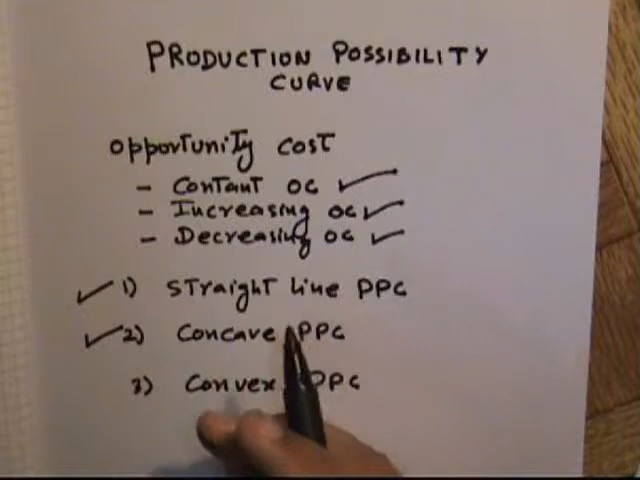 PRODUCTION POSSIBILITY
CURVE
opportunity cost
- Contant OC ✓
- Increasing OC ✓
- Decreasing OC ✓
✓ 1) Straight line PPC
✓ 2) Concave PPC
3) Convex PPC